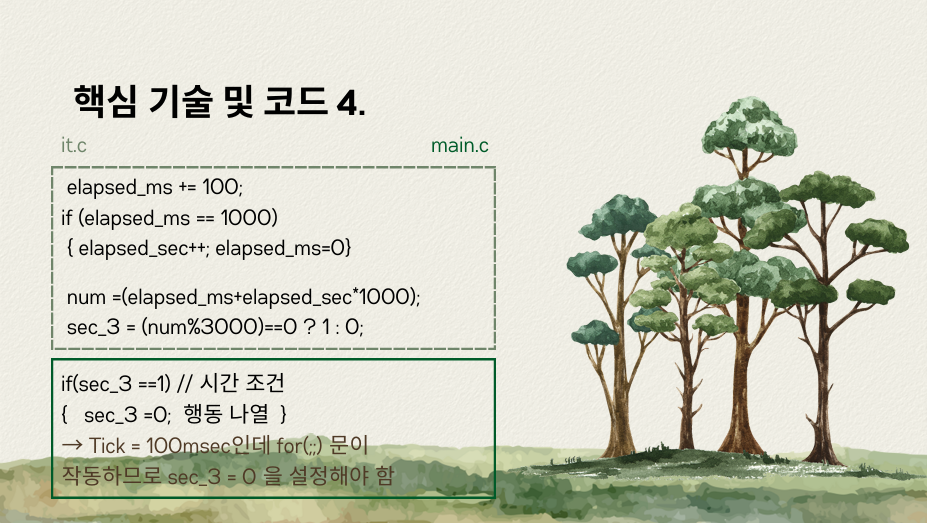 핵심 기술 및 코드 4.
it.c
main.c
elapsed_ms += 100;
if (elapsed_ms == 1000)
{ elapsed_sec++; elapsed_ms=0}
num =(elapsed_ms+elapsed_sec*1000);
sec_3 = (num%3000)==0 ? 1 : 0;
if(sec_3 ==1) // 시간 조건
{ sec_3 =0; 행동 나열 }
→ Tick = 100msec인데 for(;;) 문이
작동하므로 sec_3 = 0 을 설정해야 함